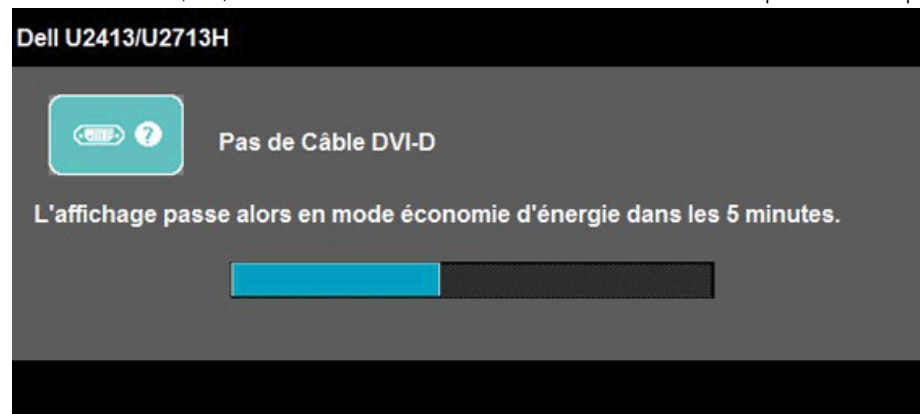 Dell U2413/U2713H
?
Pas de Câble DVI-D
L'affichage passe alors en mode économie d'énergie dans les 5 minutes.